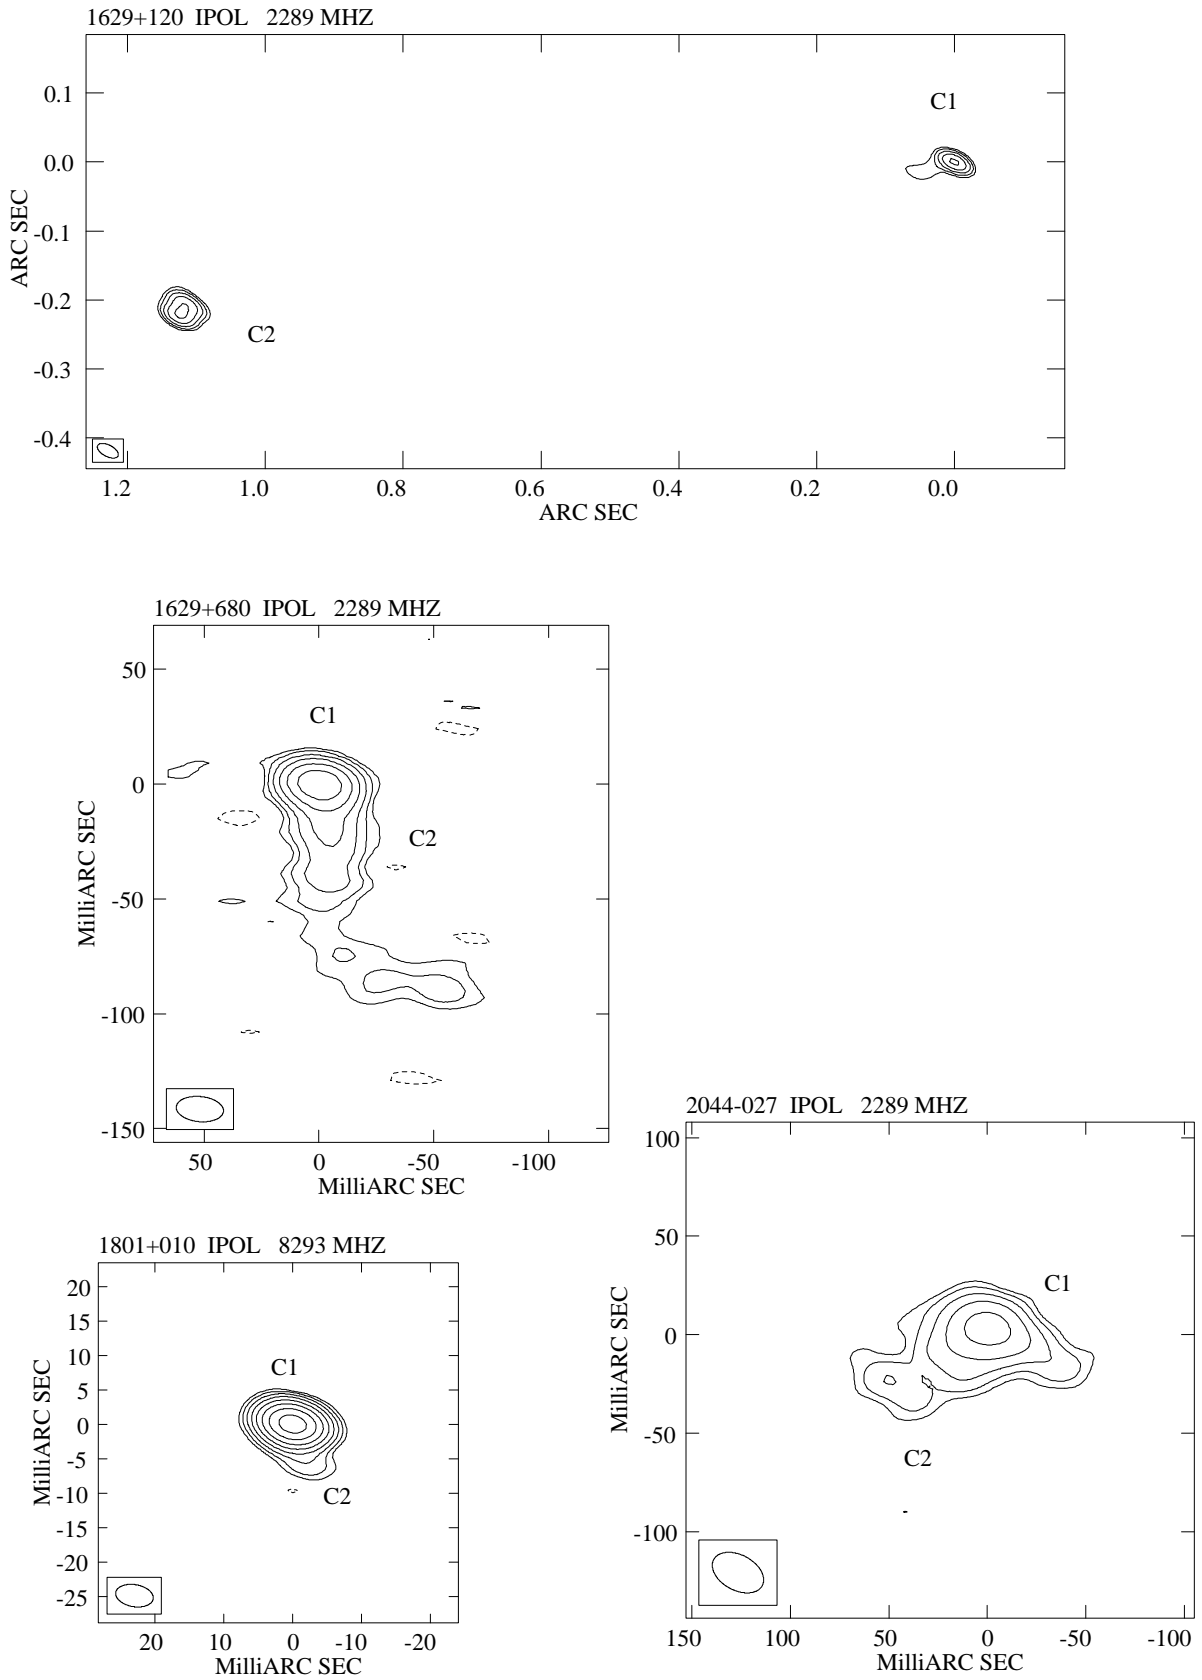 1629+120 IPOL 2289 MHZ
C1
0.1
0.0
-0.1
-0.2
-0.3
-0.4
ARC SEC
C2
1.2 1.0 0.8 0.6 0.4 0.2 0.0
ARC SEC
1629+680 IPOL 2289 MHZ
C1
50
0
-50
-100
-150
MilliARC SEC
C2
50 0 -50 -100
MilliARC SEC
2044-027 IPOL 2289 MHZ
100
50
0
-50
-100
MilliARC SEC
C1
C2
150 100 50 0 -50 -100
MilliARC SEC
1801+010 IPOL 8293 MHZ
20
15
10
5
0
-5
-10
-15
-20
-25
MilliARC SEC
C1
C2
20 10 0 -10 -20
MilliARC SEC